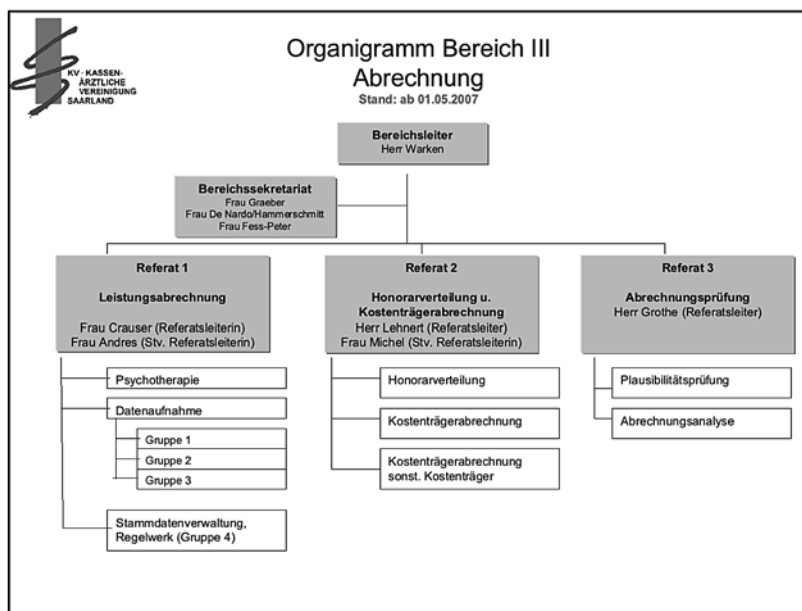 KV - KASSEN-
ÄRZTLICHE
VEREINIGUNG
SAARLAND
Organigramm Bereich III
Abrechnung
Stand: ab 01.05.2007
Bereichsleiter
Herr Warken
Bereichssekretariat
Frau Graeber
Frau De Nardo/Hammerschmitt
Frau Fess-Peter
Referat 1
Leistungsabrechnung
Frau Crauser (Referatsleiterin)
Frau Andres (Stv. Referatsleiterin)
Psychotherapie
Datenaufnahme
Gruppe 1
Gruppe 2
Gruppe 3
Stammdatenverwaltung,
Regelwerk (Gruppe 4)
Referat 2
Honorarverteilung u.
Kostenträgerabrechnung
Herr Lehnert (Referatsleiter)
Frau Michel (Stv. Referatsleiterin)
Honorarverteilung
Kostenträgerabrechnung
Kostenträgerabrechnung
sonst. Kostenträger
Referat 3
Abrechnungsprüfung
Herr Grothe (Referatsleiter)
Plausibilitätsprüfung
Abrechnungsanalyse